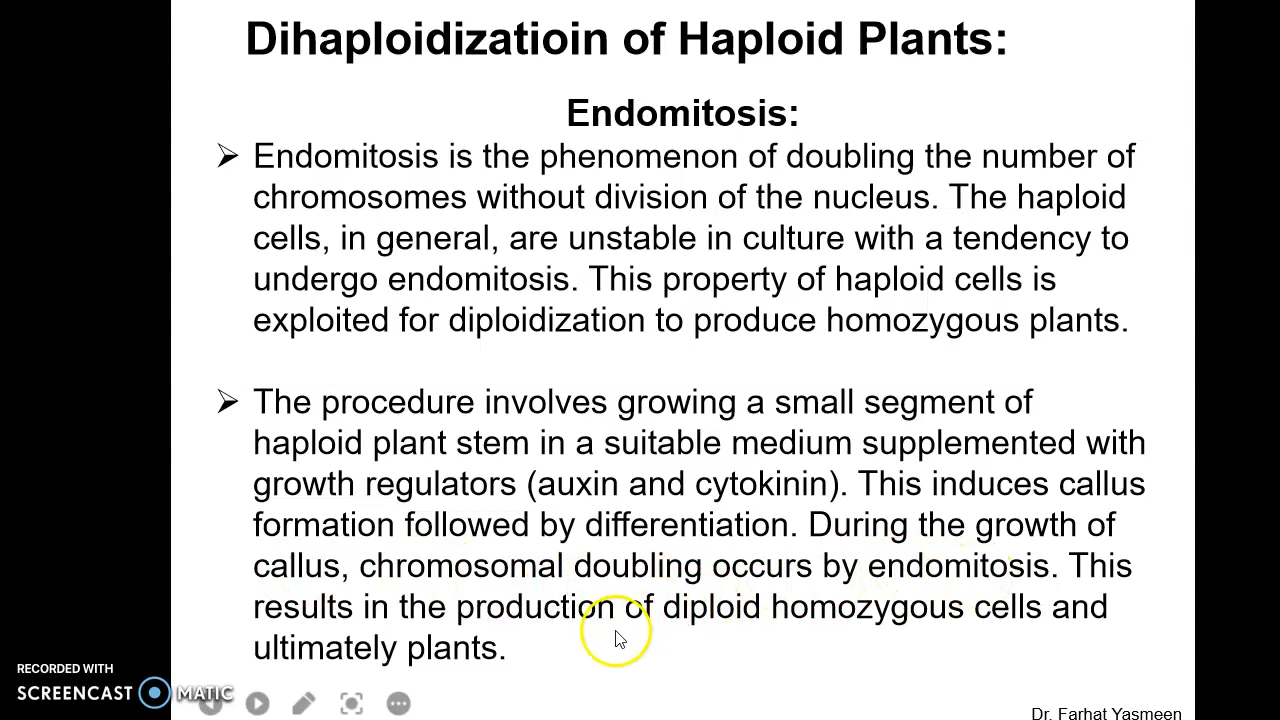 Dihaploidizatioin of Haploid Plants:
Endomitosis:
➢ Endomitosis is the phenomenon of doubling the number of
chromosomes without division of the nucleus. The haploid
cells, in general, are unstable in culture with a tendency to
undergo endomitosis. This property of haploid cells is
exploited for diploidization to produce homozygous plants.
➢ The procedure involves growing a small segment of
haploid plant stem in a suitable medium supplemented with
growth regulators (auxin and cytokinin). This induces callus
formation followed by differentiation. During the growth of
callus, chromosomal doubling occurs by endomitosis. This
results in the production of diploid homozygous cells and
ultimately plants.
RECORDED WITH
SCREENCAST MATIC
Dr. Farhat Yasmeen